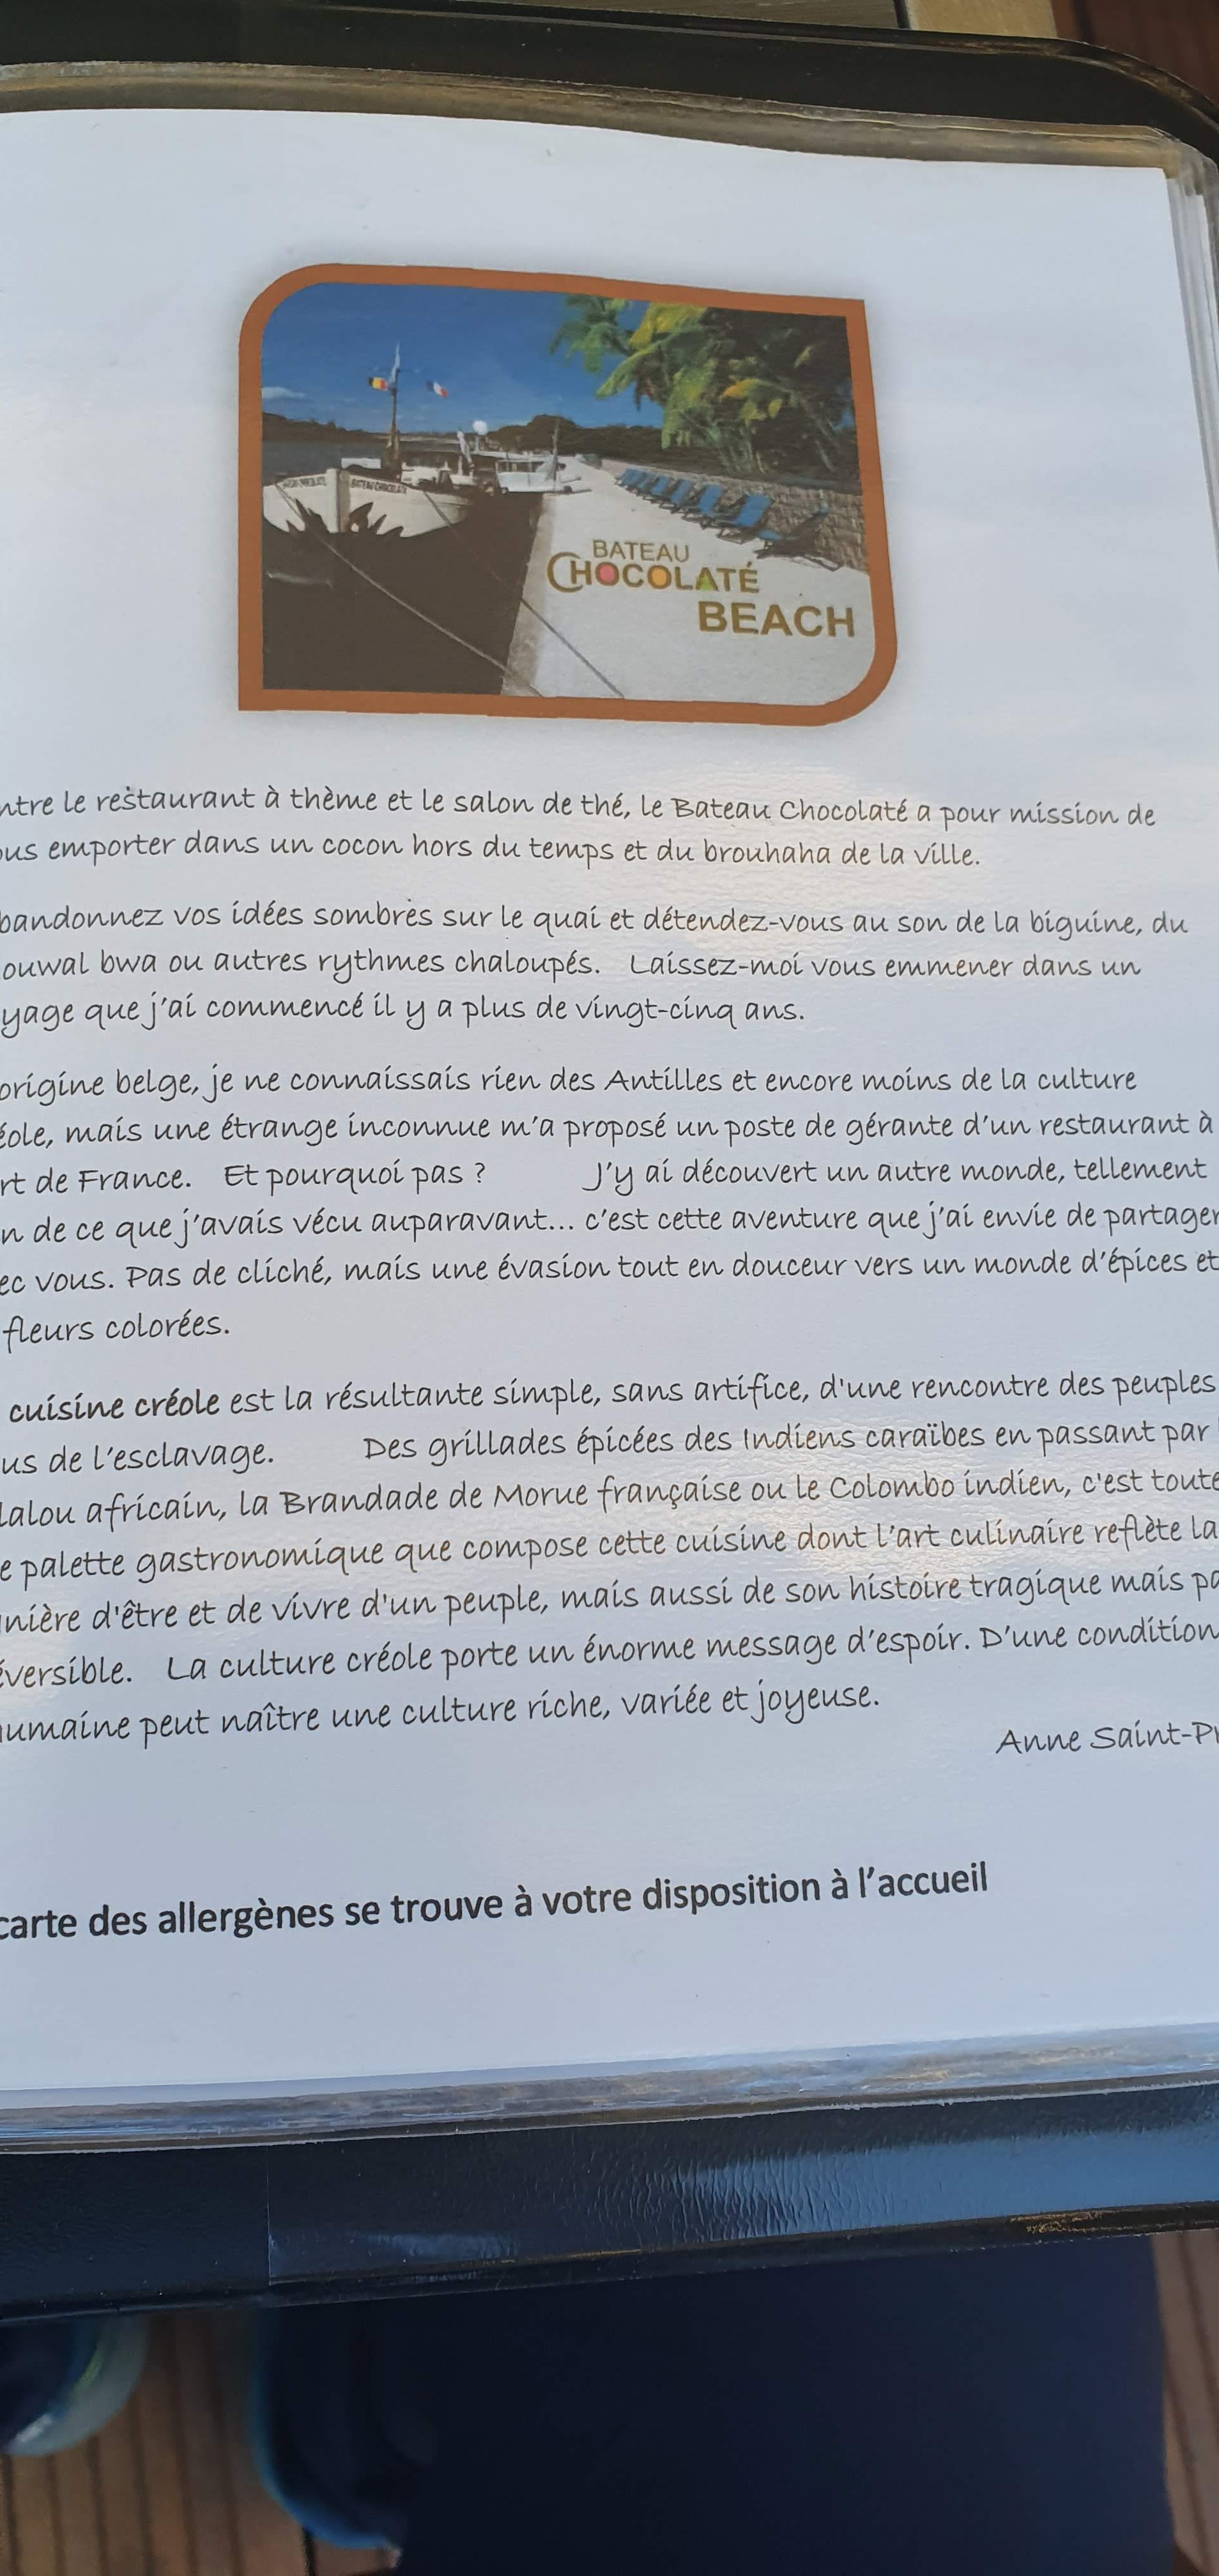 BATEAU
CHOCOLATÉ
BEACH
BATEAU CHOCOLATÉ
ntre le restaurant à thème et le salon de thé, le Bateau Chocolaté a pour mission de
ous emporter dans un cocon hors du temps et du brouhaha de la ville.
bandonnez vos idées sombres sur le quai et détendez-vous au son de la biguine, du
ouwal bwa ou autres rythmes chaloupés. Laissez-moi vous emmener dans un
yage que j'ai commencé il y a plus de vingt-cinq ans.
origine belge, je ne connaissais rien des Antilles et encore moins de la culture
éole, mais une étrange inconnue m'a proposé un poste de gérante d'un restaurant à
rt de France. Et pourquoi pas ? J'y ai découvert un autre monde, tellement
n de ce que j'avais vécu auparavant... c'est cette aventure que j'ai envie de partager
ec vous. Pas de cliché, mais une évasion tout en douceur vers un monde d'épices et
fleurs colorées.
cuisine créole est la résultante simple, sans artifice, d'une rencontre des peuples
us de l'esclavage. Des grillades épicées des Indiens caraïbes en passant par
lalou africain, la Brandade de Morue française ou le Colombo indien, c'est toute
e palette gastronomique que compose cette cuisine dont l'art culinaire reflète la
nière d'être et de vivre d'un peuple, mais aussi de son histoire tragique mais pa
éversible. La culture créole porte un énorme message d'espoir. D'une condition
umaine peut naître une culture riche, variée et joyeuse.
Anne Saint-Pr
carte des allergènes se trouve à votre disposition à l'accueil